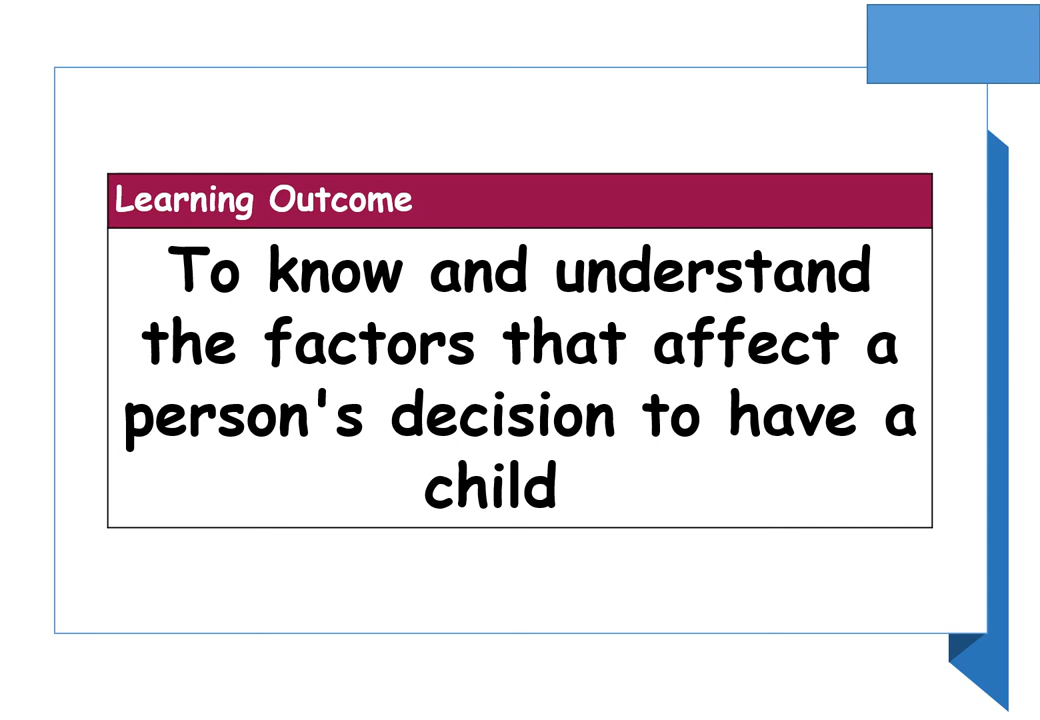 Learning Outcome
To know and understand
the factors that affect a
person's decision to have a
child